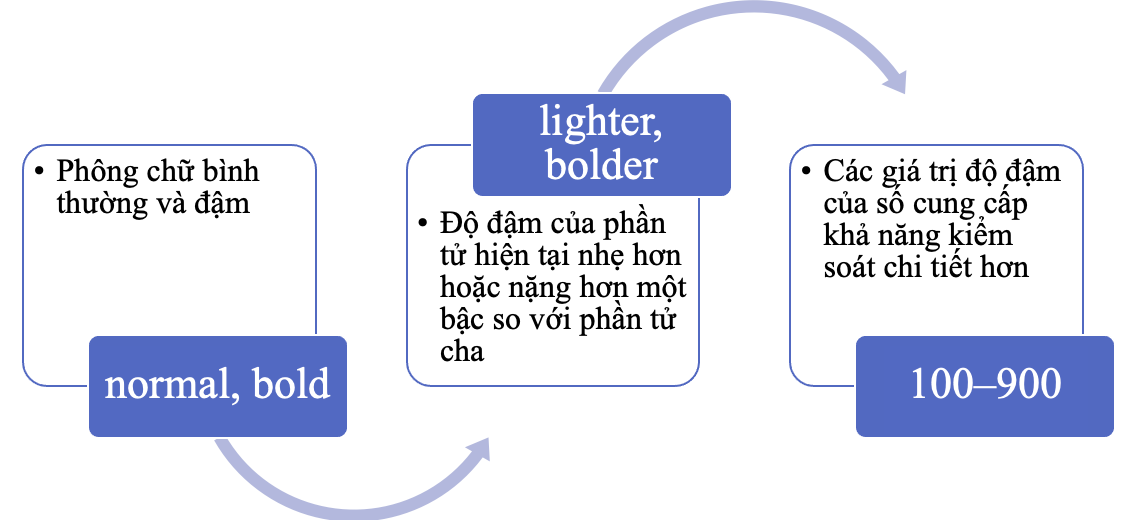 • Phông chữ bình
thường và đậm
normal, bold
lighter,
bolder
• Độ đậm của phần
tử hiện tại nhẹ hơn
hoặc nặng hơn một
bậc so với phần tử
cha
• Các giá trị độ đậm
của số cung cấp
khả năng kiểm
soát chi tiết hơn
100–900